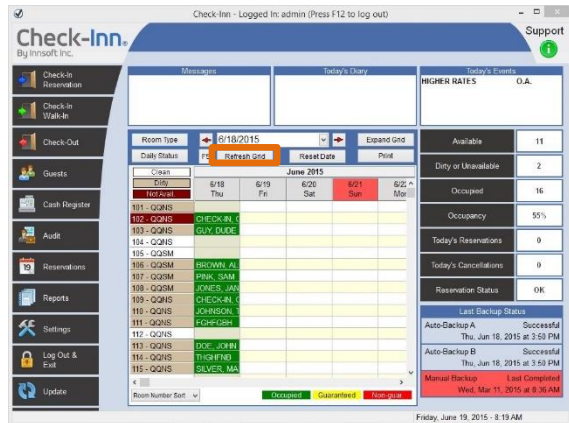 Check-Inn - Logged In: admin (Press F12 to log out)
Check-Inn®
By Innsoft Inc.
Support
Check-In
Reservation
Check-In
Walk-In
Check-Out
Guests
Cash Register
Audit
Reservations
Reports
Settings
Log Out &
Exit
Update
Messages
Today's Diary
Today's Events
HIGHER RATES O.A.
Room Type
6/18/2015
Expand Grid
Daily Status
Refresh Grid
Reset Date
Print
Clean
Dirty
Not Avail.
June 2015
6/18 6/19 6/20 6/21 6/22
Thu Fri Sat Sun Mon
101 - QQNS
102 - QQNS CHECK-IN, C
103 - QQNS GUY, DUDE
104 - QQNS
105 - QQNS
106 - QQSM BROWN, AL
107 - QQSM PINK, SAM
108 - QQSM JONES, JAN
109 - QQNS CHECK-IN, C
110 - QQNS JOHNSON, T
111 - QQNS FGHFGBH
112 - QQNS
113 - QQNS DOE, JOHN
114 - QQNS THGHFNB
115 - QQNS SILVER, MA
Room Number Sort
Occupied Guaranteed Non-guar.
Available 11
Dirty or Unavailable 2
Occupied 16
Occupancy 55%
Today's Reservations 0
Today's Cancellations 0
Reservation Status OK
Last Backup Status
Auto-Backup A Successful
Thu, Jun 18, 2015 at 3:50 PM
Auto-Backup B Successful
Thu, Jun 18, 2015 at 3:50 PM
Manual Backup Last Completed
Wed, Mar 11, 2015 at 8:36 AM
Friday, June 19, 2015 - 8:19 AM